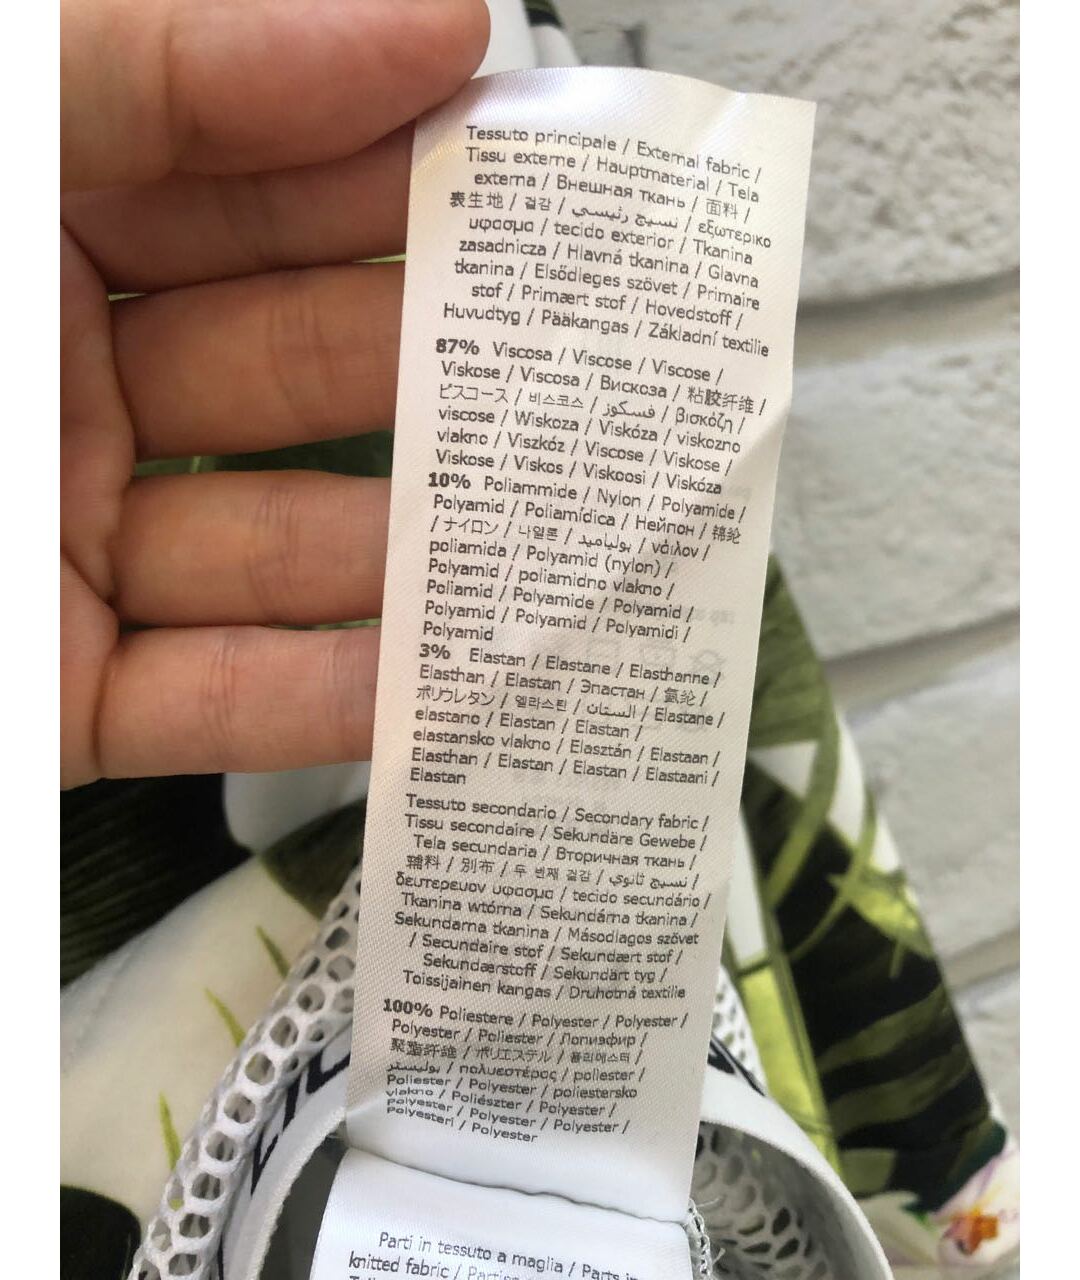 Tessuto principale / External fabric /
Tissu externe / Hauptmaterial / Tela
externa / Внешная ткань / 面料 /
表生地 / 겉감 / نسيج رئيسي / εξωτερικο
υφασμα / tecido exterior / Tkanina
zasadnicza / Hlavná tkanina / Glavna
tkanina / Elsődleges szövet / Primaire
stof / Primært stof / Hovedstoff /
Huvudtyg / Pääkangas / Základní textilie
87% Viscosa / Viscose / Viscose /
Viskose / Viscosa / Вискоза / 粘胶纤维 /
ビスコース / 비스코스 / فسكوز / βισκόζη /
viscose / Wiskoza / Viskóza / viskozno
vlakno / Viszkóz / Viscose / Viskose /
Viskose / Viskos / Viskoosi / Viskóza
10% Poliammide / Nylon / Polyamide /
Polyamid / Poliamídica / Нейлон / 锦纶
/ ナイロン / 나일론 / بولياميد / νάιλον /
poliamida / Polyamid (nylon) /
Polyamid / poliamidno vlakno /
Poliamid / Polyamide / Polyamid /
Polyamid / Polyamid / Polyamidi /
Polyamid
3% Elastan / Elastane / Elasthanne /
Elasthan / Elastan / Эластан / 氨纶 /
ポリウレタン / 엘라스틴 / الستان / Elastane /
elastano / Elastan / Elastan /
elastansko vlakno / Elasztán / Elastaan /
Elasthan / Elastan / Elastan / Elastaani /
Elastan
Tessuto secondario / Secondary fabric /
Tissu secondaire / Sekundäre Gewebe /
Tela secundaria / Вторичная ткань /
辅料 / 別布 / 두 번째 겉감 / نسيج ثانوي /
δευτερευον υφασμα / tecido secundário /
Tkanina wtórna / Sekundárna tkanina /
Sekundarna tkanina / Másodlagos szövet
/ Secundaire stof / Sekundært stof /
Sekundærstoff / Sekundärt tyg /
Toissijainen kangas / Druhotná textilie
100% Poliestere / Polyester / Polyester /
Polyester / Poliester / Полиэфир /
聚酯纤维 / ポリエステル / 폴리에스터 /
بوليستر / πολυεστέρας / poliester /
Poliester / Polyester / poliestersko
vlakno / Poliészter / Polyester /
Polyester / Polyester / Polyester /
Polyesteri / Polyester
Parti in tessuto a maglia / Parts in
knitted fabric /